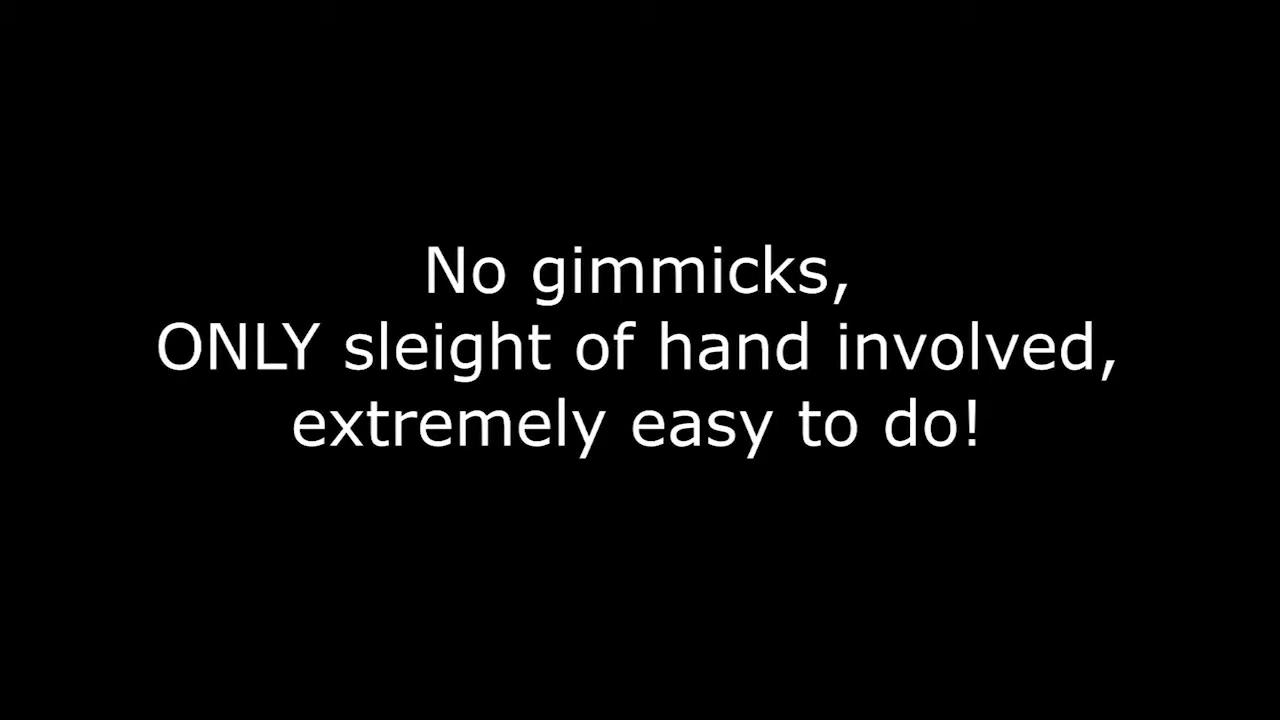 No gimmicks,
ONLY sleight of hand involved,
extremely easy to do!